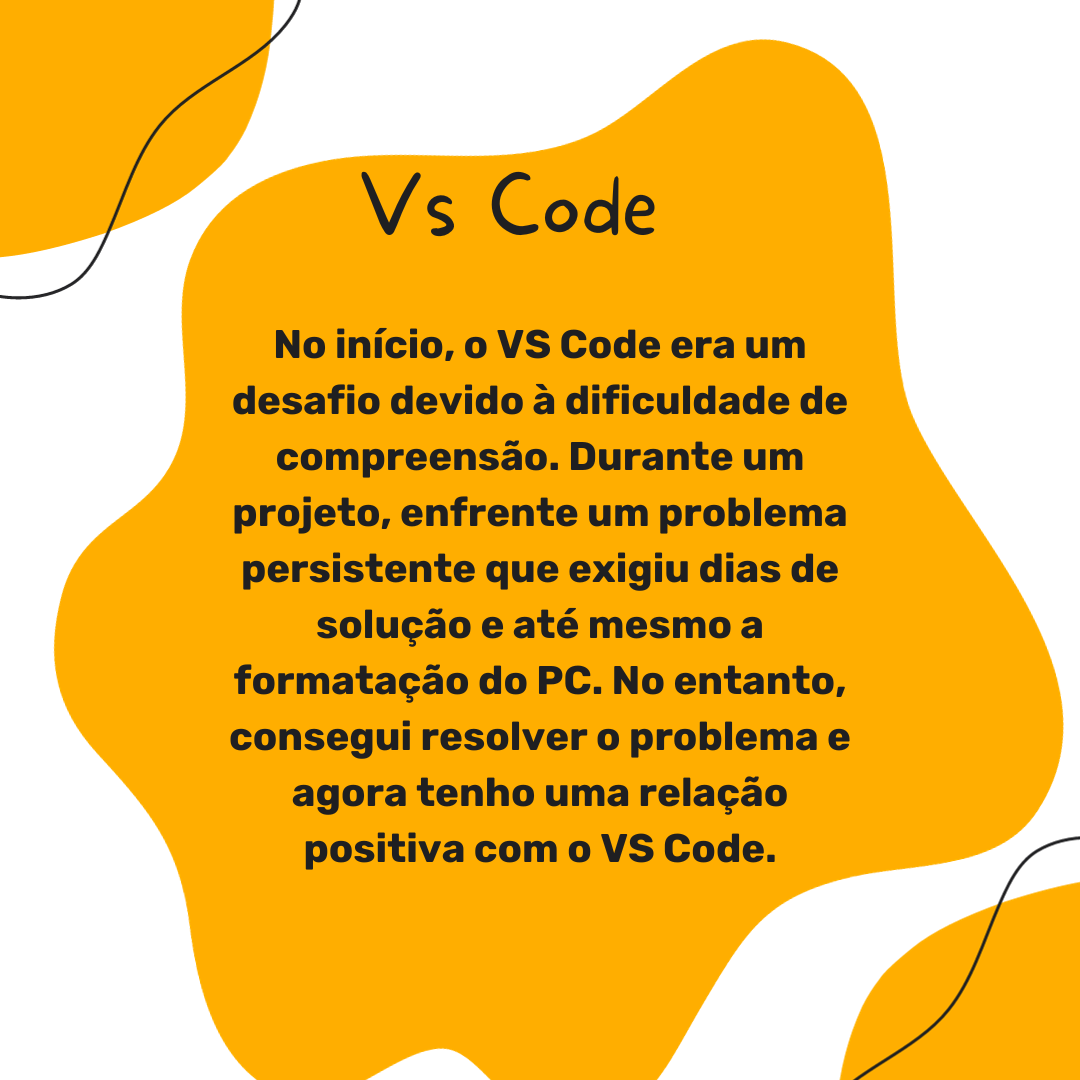 Vs Code
No início, o VS Code era um
desafio devido à dificuldade de
compreensão. Durante um
projeto, enfrente um problema
persistente que exigiu dias de
solução e até mesmo a
formatação do PC. No entanto,
consegui resolver o problema e
agora tenho uma relação
positiva com o VS Code.